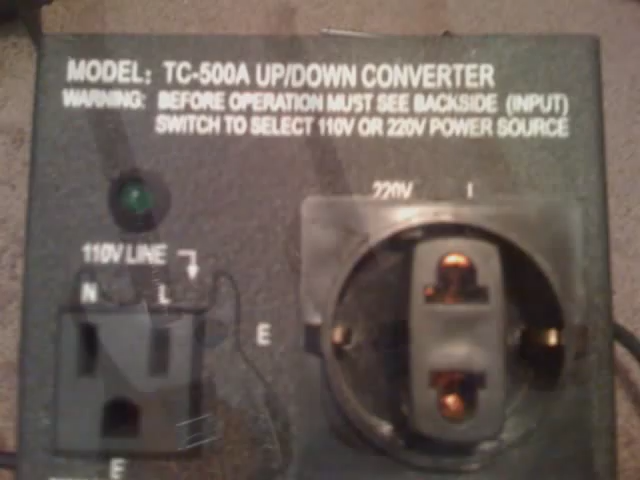 MODEL: TC-500A UP/DOWN CONVERTER
WARNING: BEFORE OPERATION MUST SEE BACKSIDE (INPUT)
SWITCH TO SELECT 110V OR 220V POWER SOURCE
220V L
110V LINE
N L
E
E